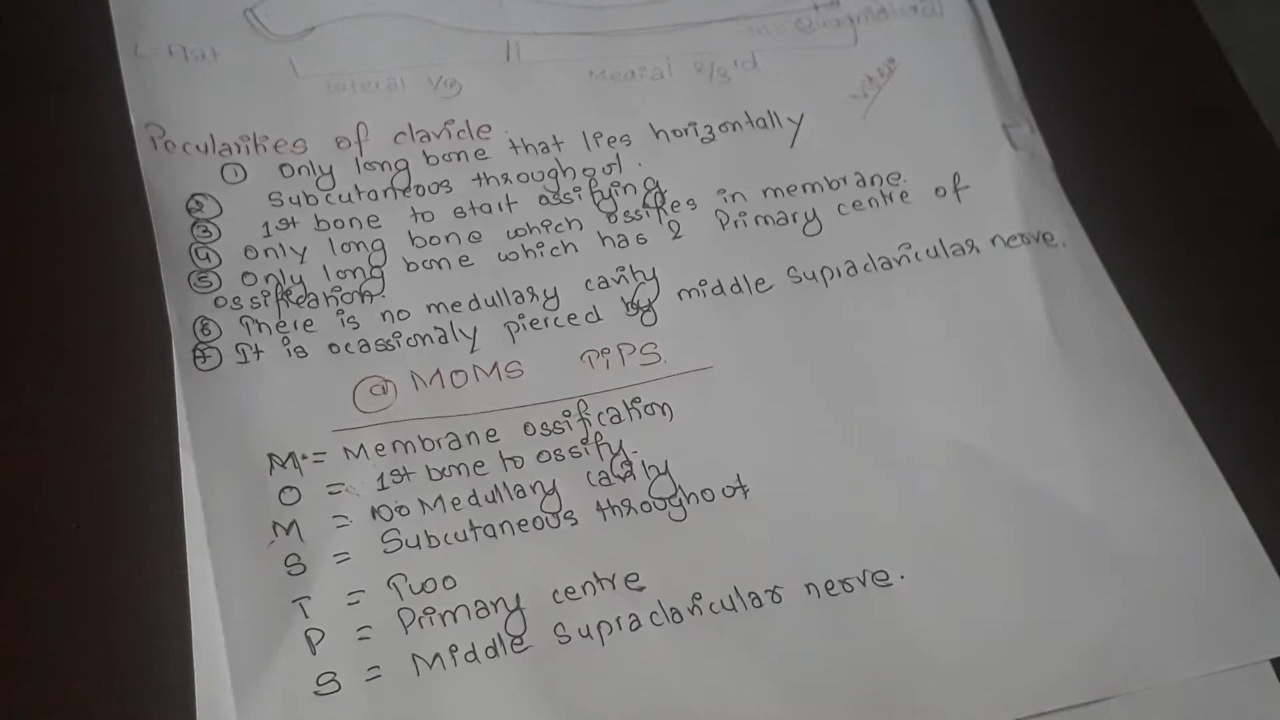 L = flat
lateral 1/3
Medial 2/3rd
Pecularities of clavicle
① Only long bone that lies horizontally
② Subcutaneous throughout.
③ 1st bone to start ossifying
④ only long bone which ossifies in membrane.
⑤ Only long bone which has 2 Primary centre of
ossification.
⑥ There is no medullary cavity
⑦ It is ocassionaly pierced by middle Supraclavicular nerve.
@ MOMS TiPS.
M = Membrane ossification
O = 1st bone to ossify.
M = no Medullary cavity
S = Subcutaneous throughout
T = Two
P = Primary centre
S = Middle Supraclavicular nerve.